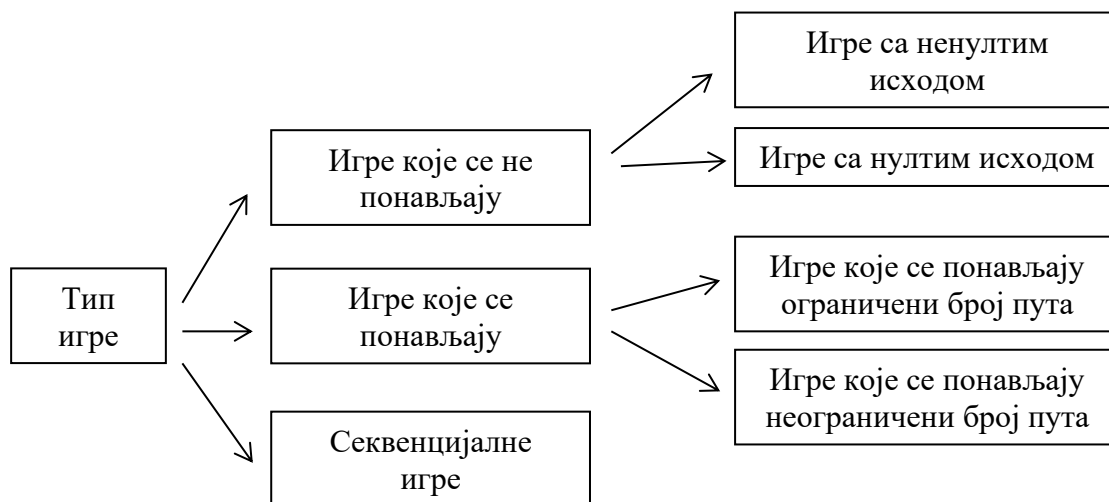 Тип
игре
Игре које се не
понављају
Игре са ненултим
исходом
Игре са нултим исходом
Игре које се
понављају
Игре које се понављају
ограничени број пута
Игре које се понављају
неограничени број пута
Секвенцијалне
игре